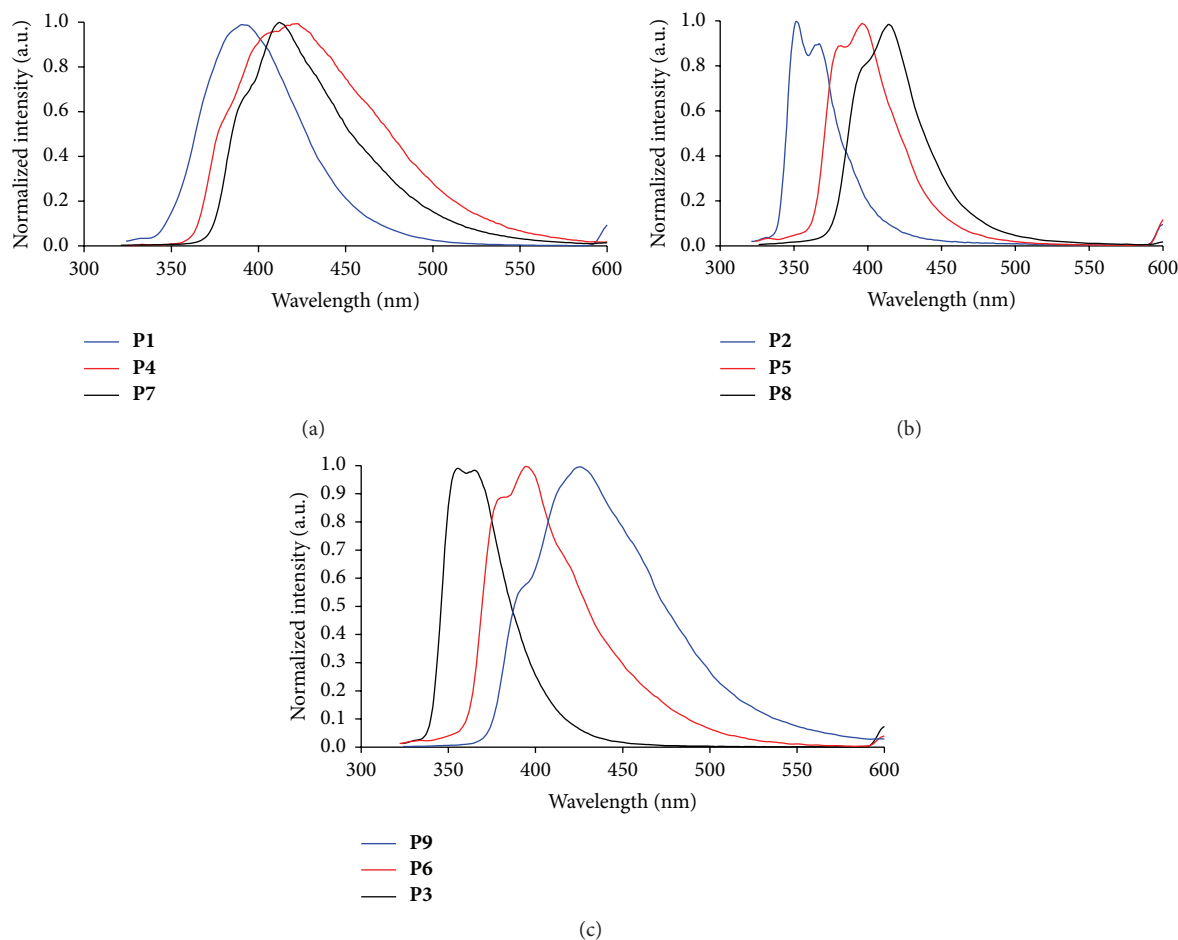 (a)
Normalized intensity (a.u.)
1.0
0.8
0.6
0.4
0.2
0.0
300 350 400 450 500 550 600
Wavelength (nm)
P1
P4
P7
(b)
Normalized intensity (a.u.)
1.0
0.8
0.6
0.4
0.2
0.0
300 350 400 450 500 550 600
Wavelength (nm)
P2
P5
P8
(c)
Normalized intensity (a.u.)
1.0
0.9
0.8
0.7
0.6
0.5
0.4
0.3
0.2
0.1
0.0
300 350 400 450 500 550 600
Wavelength (nm)
P9
P6
P3